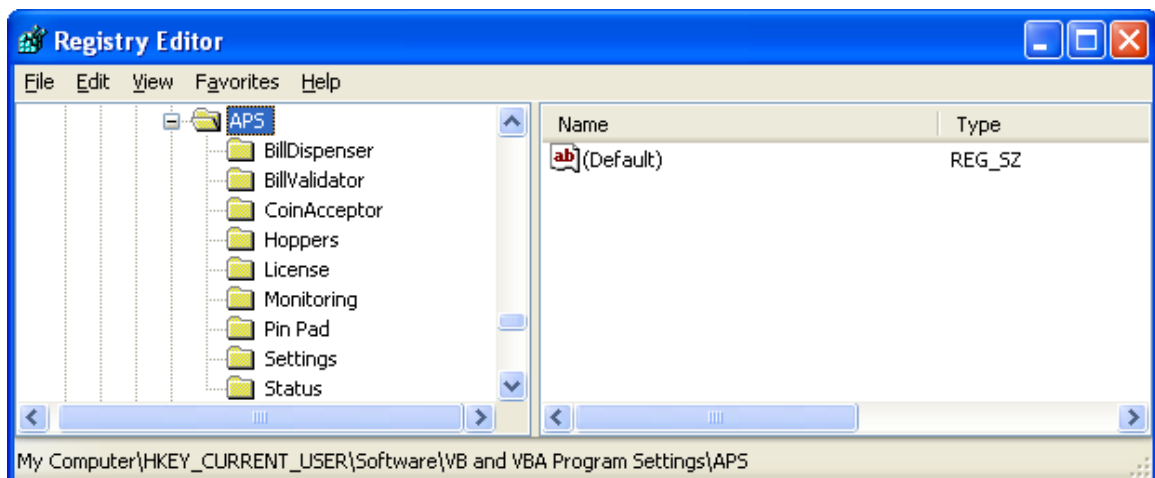 Registry Editor
File Edit View Favorites Help
APS
BillDispenser
BillValidator
CoinAcceptor
Hoppers
License
Monitoring
Pin Pad
Settings
Status
Name Type
ab (Default) REG_SZ
My Computer\HKEY_CURRENT_USER\Software\VB and VBA Program Settings\APS